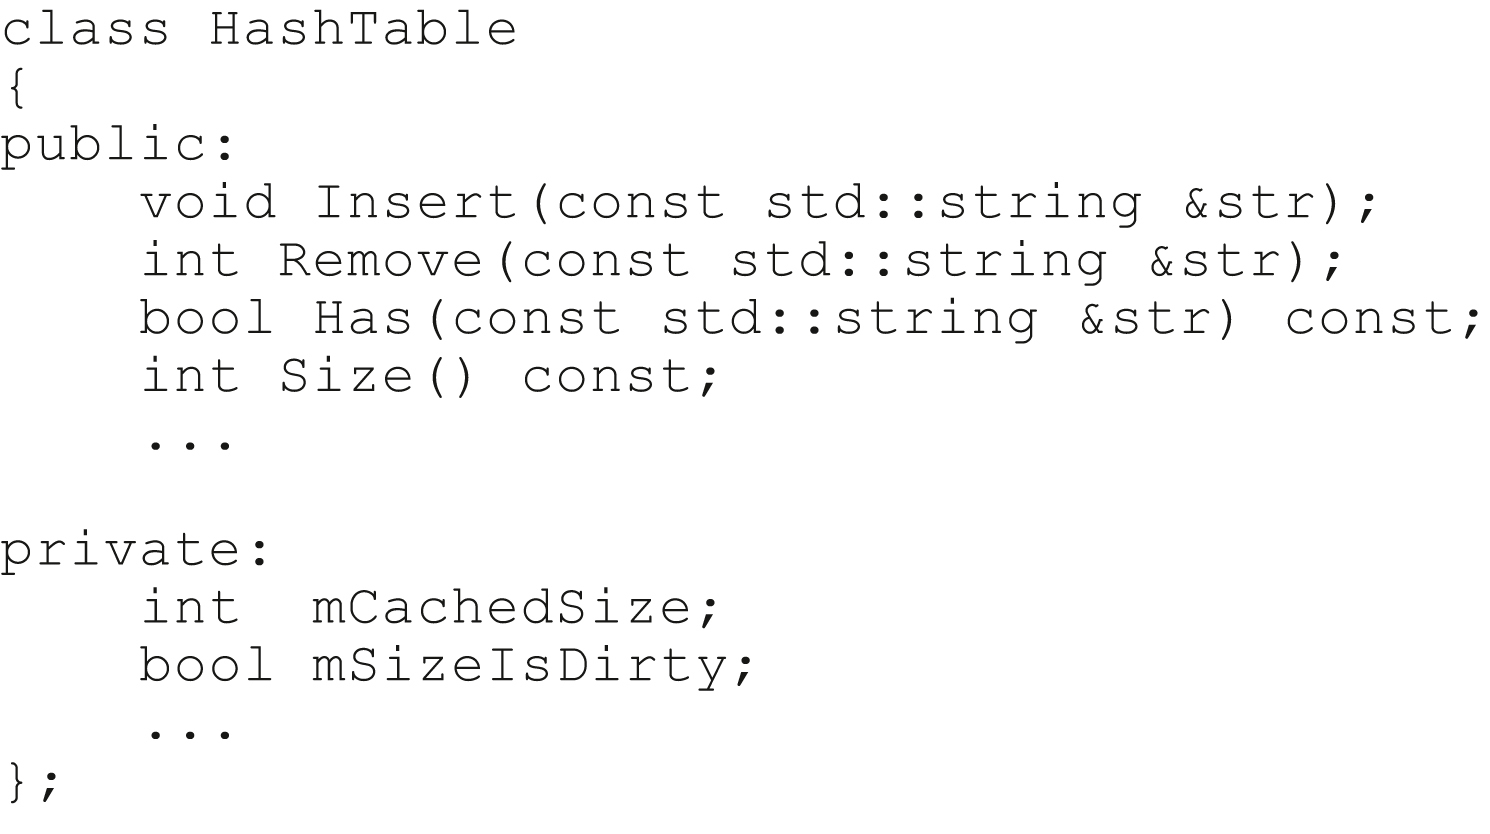 class HashTable
{
public:
    void Insert(const std::string &str);
    int Remove(const std::string &str);
    bool Has(const std::string &str) const;
    int Size() const;
    ...

private:
    int  mCachedSize;
    bool mSizeIsDirty;
    ...
};